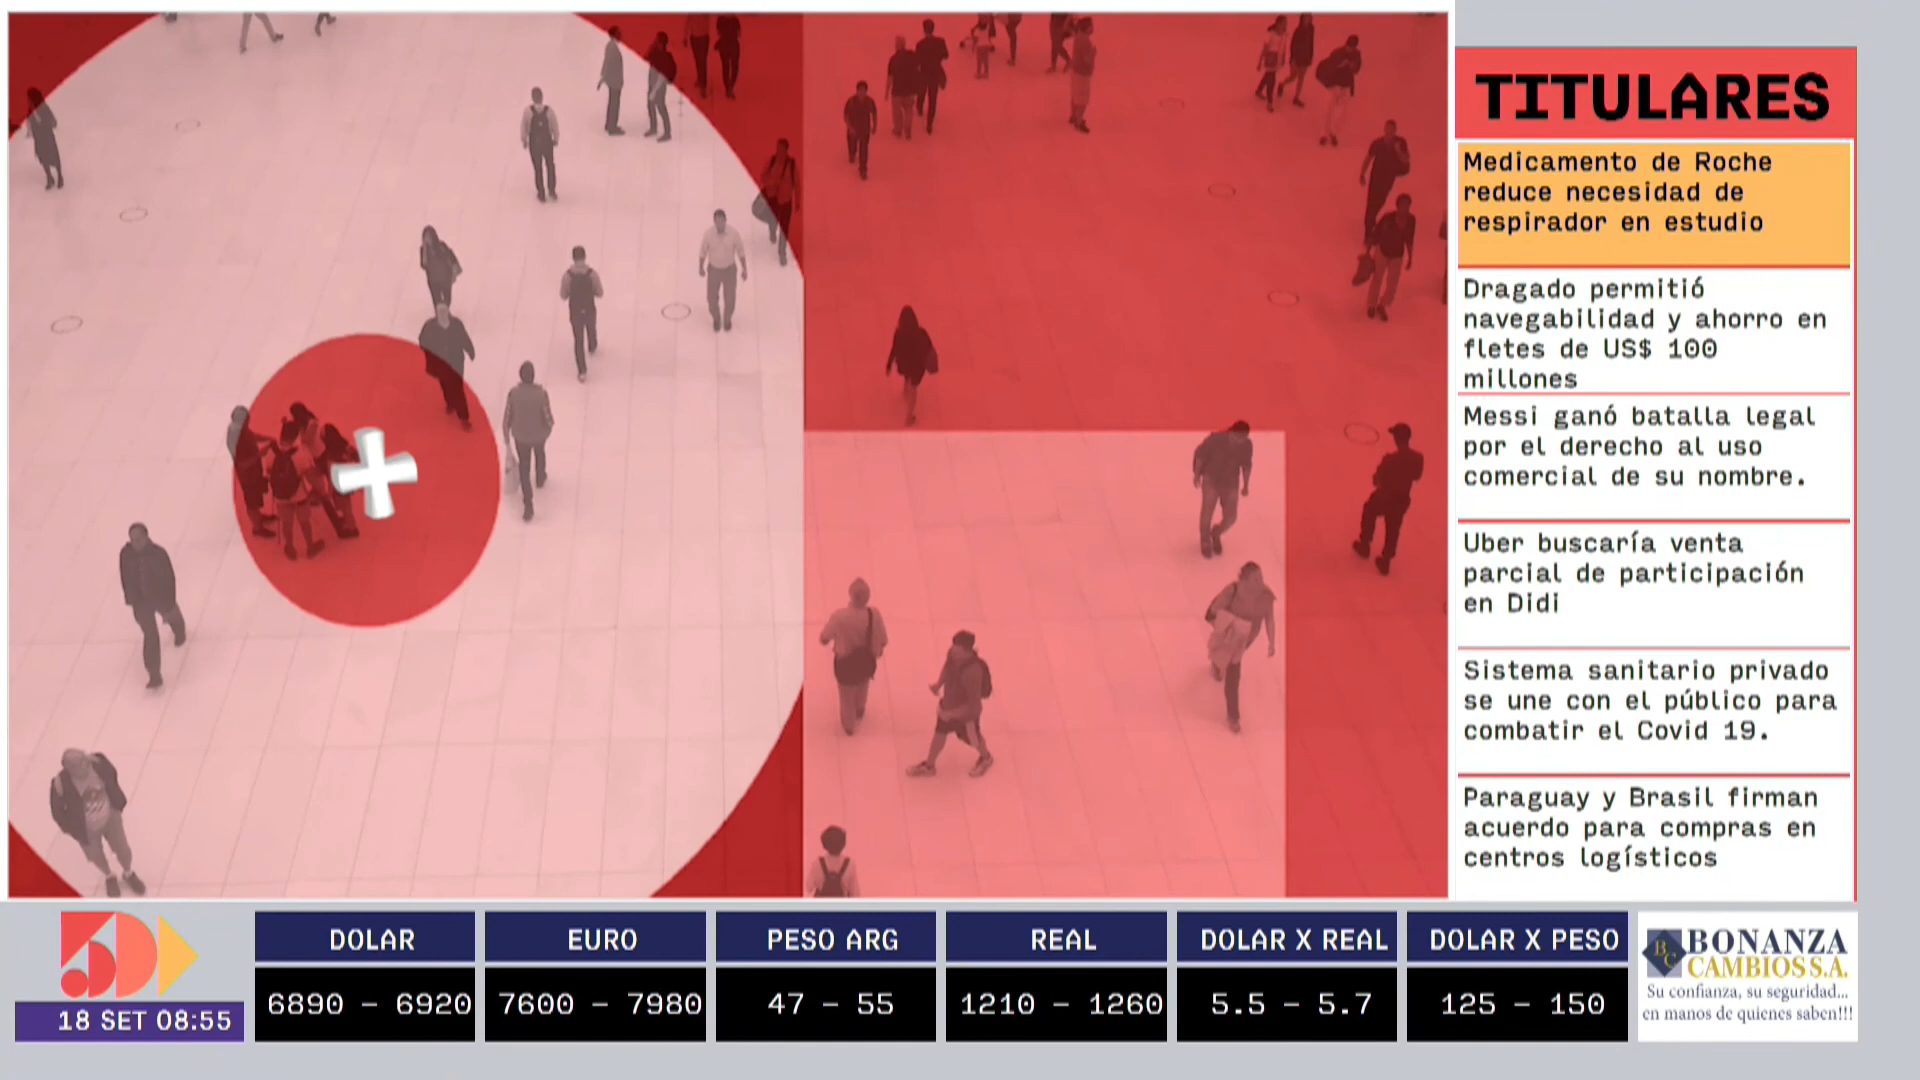 TITULARES
Medicamento de Roche
reduce necesidad de
respirador en estudio
Dragado permitió
navegabilidad y ahorro en
fletes de US$ 100
millones
Messi ganó batalla legal
por el derecho al uso
comercial de su nombre.
Uber buscaría venta
parcial de participación
en Didi
Sistema sanitario privado
se une con el público para
combatir el Covid 19.
Paraguay y Brasil firman
acuerdo para compras en
centros logísticos
5D
18 SET 08:55
DOLAR
6890 – 6920
EURO
7600 – 7980
PESO ARG
47 – 55
REAL
1210 – 1260
DOLAR X REAL
5.5 – 5.7
DOLAR X PESO
125 – 150
BC
BONANZA
CAMBIOS S.A.
Su confianza, su seguridad...
en manos de quienes saben!!!